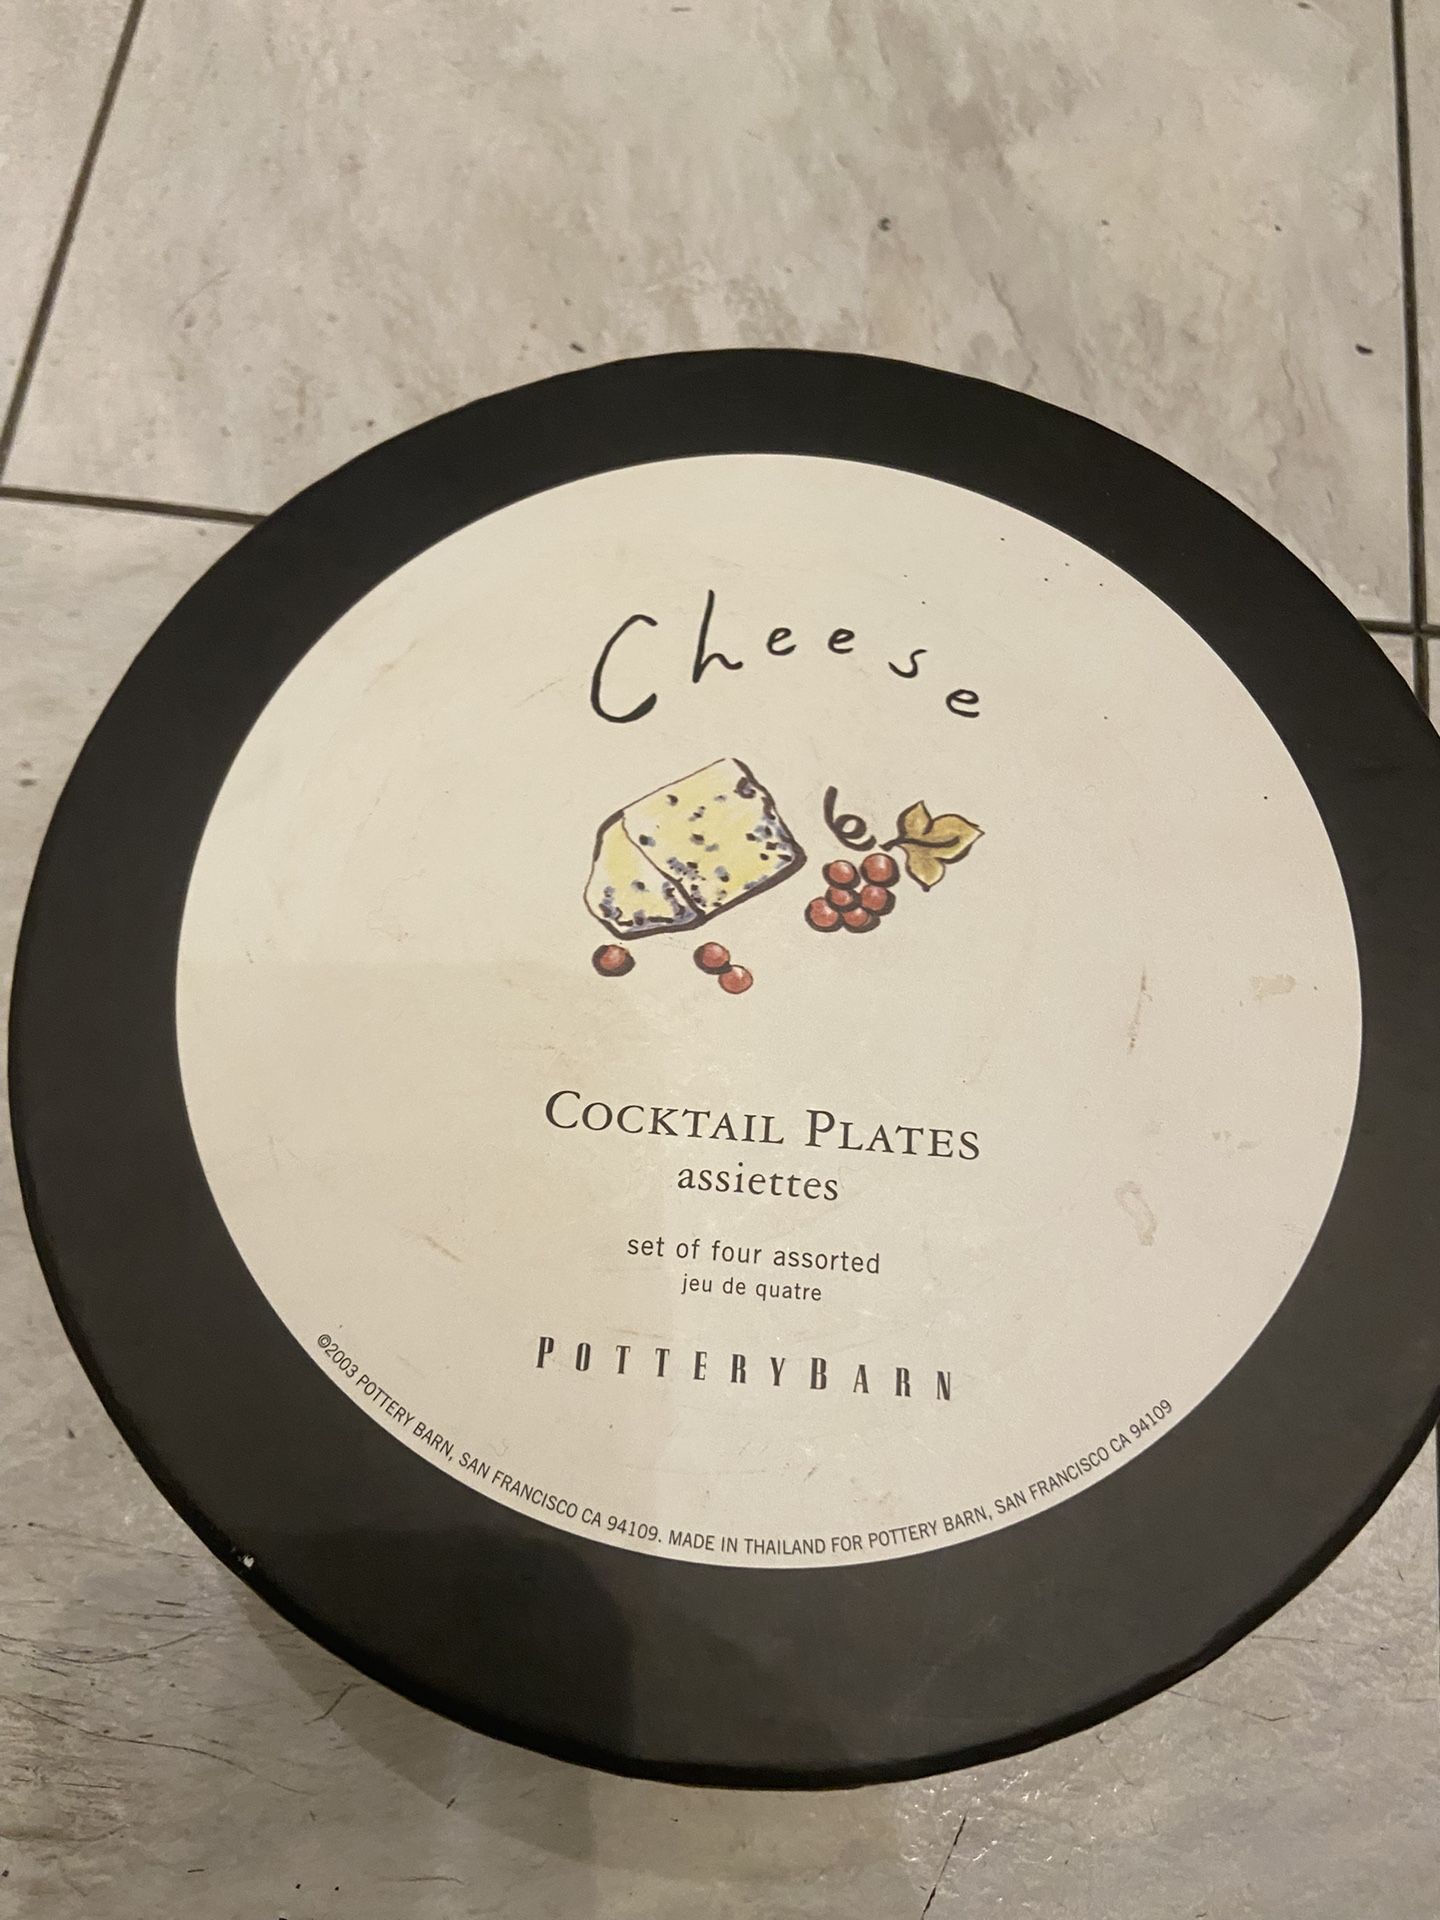 Cheese
COCKTAIL PLATES
assiettes
set of four assorted
jeu de quatre
POTTERYBARN
©2003 POTTERY BARN, SAN FRANCISCO CA 94109. MADE IN THAILAND FOR POTTERY BARN, SAN FRANCISCO CA 94109